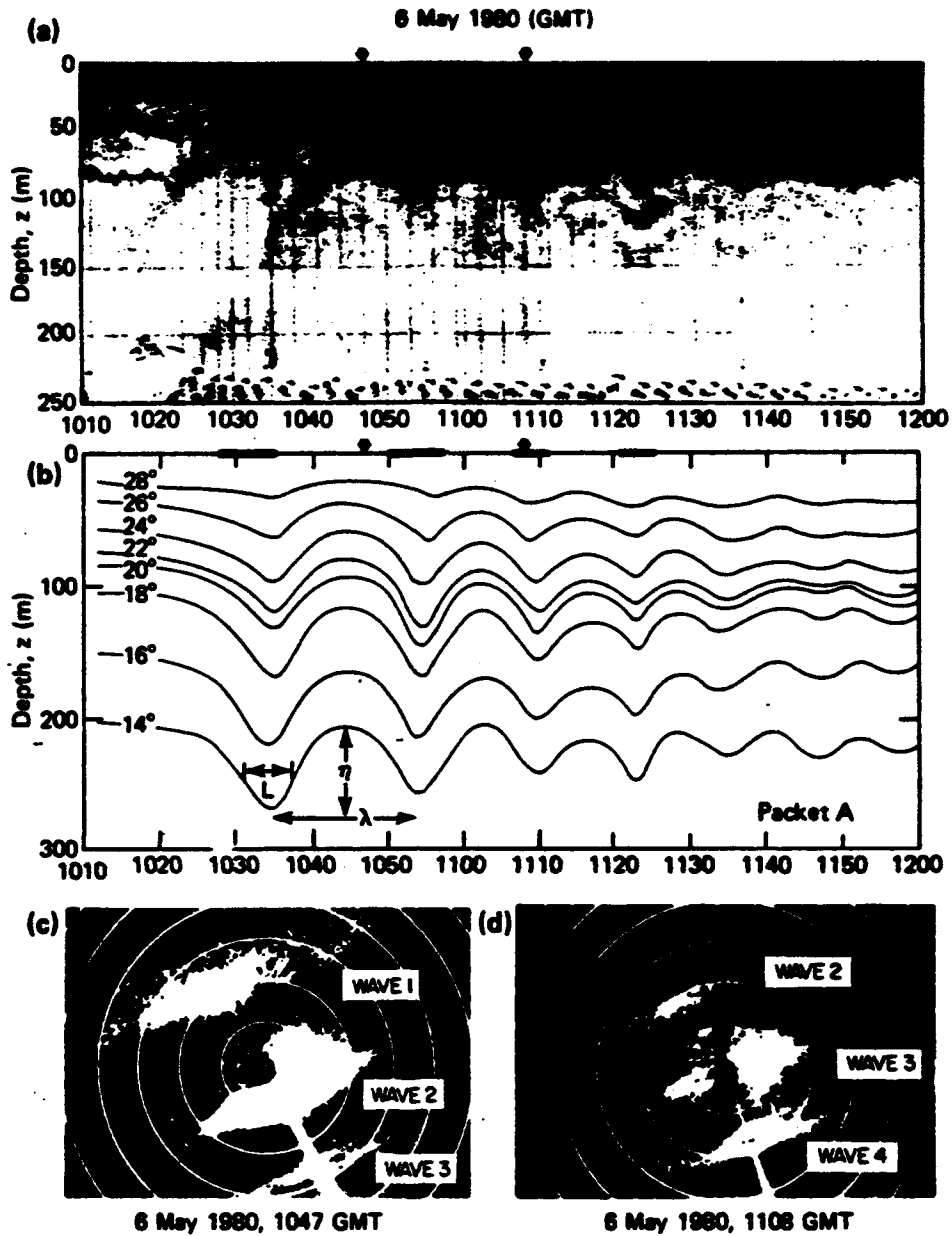 6 May 1980 (GMT)
(a)
Depth, z (m)
0
50
100
150
200
250
1010 1020 1030 1040 1050 1100 1110 1120 1130 1140 1150 1200
(b)
Depth, z (m)
0
100
200
300
28°
26°
24°
22°
20°
18°
16°
14°
L
η
λ
Packet A
1010 1020 1030 1040 1050 1100 1110 1120 1130 1140 1150 1200
(c)
WAVE 1
WAVE 2
WAVE 3
6 May 1980, 1047 GMT
(d)
WAVE 2
WAVE 3
WAVE 4
6 May 1980, 1108 GMT